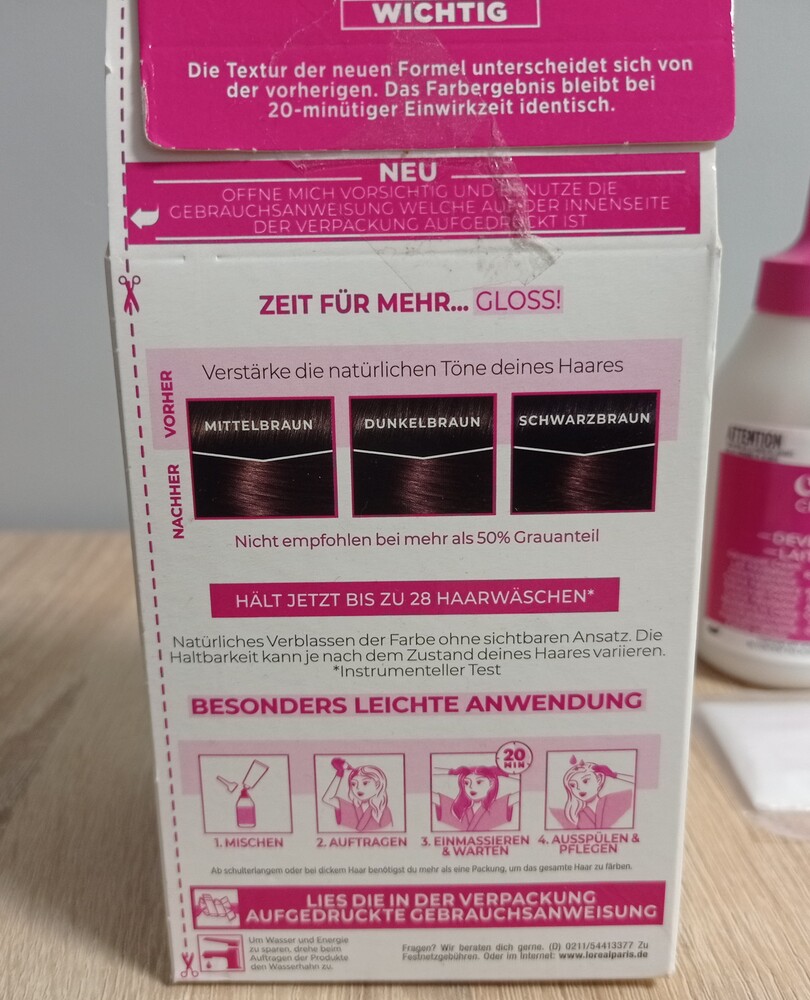 WICHTIG
Die Textur der neuen Formel unterscheidet sich von
der vorherigen. Das Farbergebnis bleibt bei
20-minütiger Einwirkzeit identisch.
NEU
ÖFFNE MICH VORSICHTIG UND BENUTZE DIE
GEBRAUCHSANWEISUNG WELCHE AUF DER INNENSEITE
DER VERPACKUNG AUFGEDRUCKT IST
ZEIT FÜR MEHR... GLOSS!
Verstärke die natürlichen Töne deines Haares
VORHER
MITTELBRAUN DUNKELBRAUN SCHWARZBRAUN
NACHHER
Nicht empfohlen bei mehr als 50% Grauanteil
HÄLT JETZT BIS ZU 28 HAARWÄSCHEN*
Natürliches Verblassen der Farbe ohne sichtbaren Ansatz. Die
Haltbarkeit kann je nach dem Zustand deines Haares variieren.
*Instrumenteller Test
BESONDERS LEICHTE ANWENDUNG
20
MIN
1. MISCHEN
2. AUFTRAGEN
3. EINMASSIEREN
& WARTEN
4. AUSSPÜLEN &
PFLEGEN
Ab schulterlangem oder bei dickem Haar benötigst du mehr als eine Packung, um das gesamte Haar zu färben.
LIES DIE IN DER VERPACKUNG
AUFGEDRUCKTE GEBRAUCHSANWEISUNG
Um Wasser und Energie
zu sparen, drehe beim
Auftragen der Produkte
den Wasserhahn zu.
Fragen? Wir beraten dich gerne. (D) 0211/54413377 Zu
Festnetzgebühren. Oder im Internet: www.lorealparis.de
ATTENTION